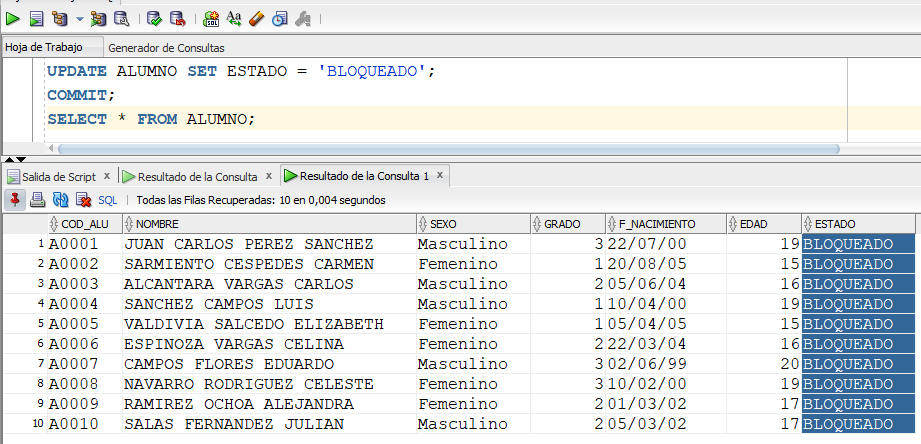 Hoja de Trabajo Generador de Consultas
UPDATE ALUMNO SET ESTADO = 'BLOQUEADO';
COMMIT;
SELECT * FROM ALUMNO;
Salida de Script x Resultado de la Consulta x Resultado de la Consulta 1 x
SQL | Todas las Filas Recuperadas: 10 en 0,004 segundos
COD_ALU NOMBRE SEXO GRADO F_NACIMIENTO EDAD ESTADO
1 A0001 JUAN CARLOS PEREZ SANCHEZ Masculino 3 22/07/00 19 BLOQUEADO
2 A0002 SARMIENTO CESPEDES CARMEN Femenino 1 20/08/05 15 BLOQUEADO
3 A0003 ALCANTARA VARGAS CARLOS Masculino 2 05/06/04 16 BLOQUEADO
4 A0004 SANCHEZ CAMPOS LUIS Masculino 1 10/04/00 19 BLOQUEADO
5 A0005 VALDIVIA SALCEDO ELIZABETH Femenino 1 05/04/05 15 BLOQUEADO
6 A0006 ESPINOZA VARGAS CELINA Femenino 2 22/03/04 16 BLOQUEADO
7 A0007 CAMPOS FLORES EDUARDO Masculino 3 02/06/99 20 BLOQUEADO
8 A0008 NAVARRO RODRIGUEZ CELESTE Femenino 3 10/02/00 19 BLOQUEADO
9 A0009 RAMIREZ OCHOA ALEJANDRA Femenino 2 01/03/02 17 BLOQUEADO
10 A0010 SALAS FERNANDEZ JULIAN Masculino 2 05/03/02 17 BLOQUEADO